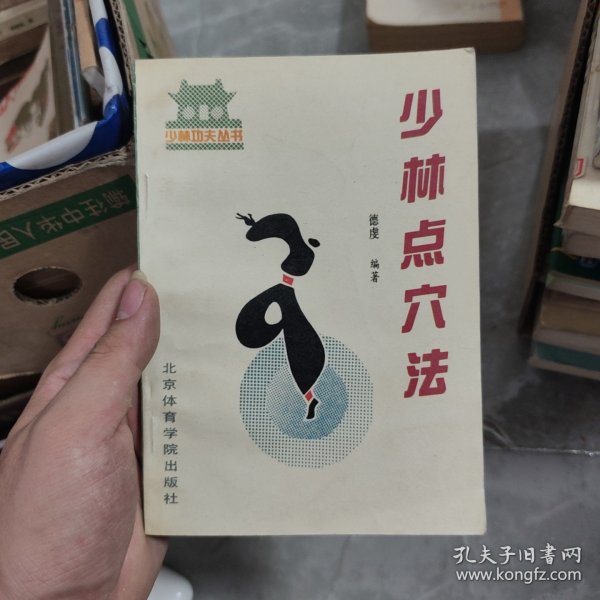 少林功夫丛书
少林点穴法
德虔 编著
北京体育学院出版社
孔夫子旧书网
www.kongfz.com